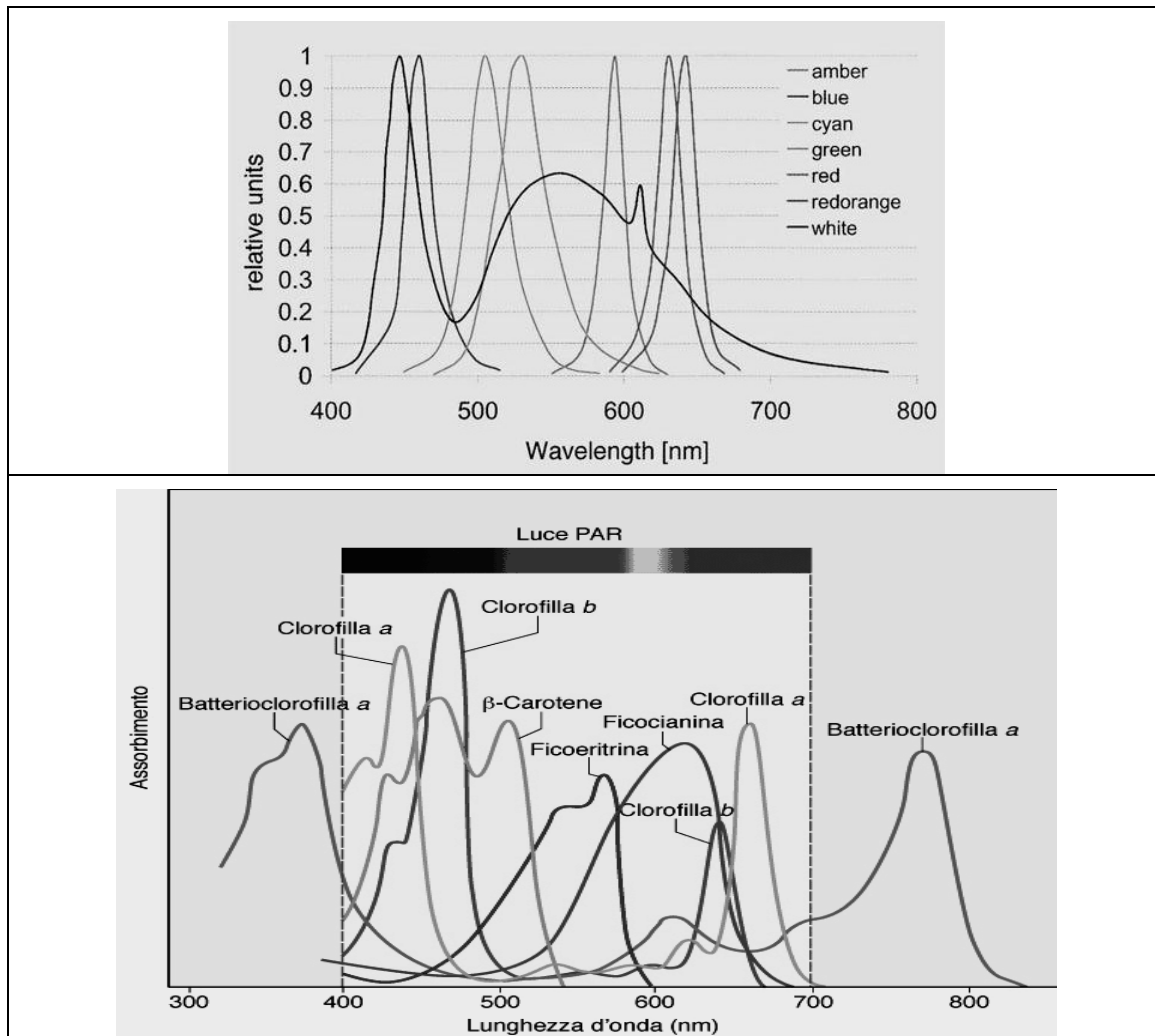 1
0.9
0.8
0.7
0.6
0.5
0.4
0.3
0.2
0.1
0
relative units
amber
blue
cyan
green
red
redorange
white
400 500 600 700 800
Wavelength [nm]
Luce PAR
Clorofilla b
Clorofilla a
Batterioclorofilla a
β-Carotene
Ficoeritrina
Ficocianina
Clorofilla a
Clorofilla b
Batterioclorofilla a
Assorbimento
300 400 500 600 700 800
Lunghezza d'onda (nm)